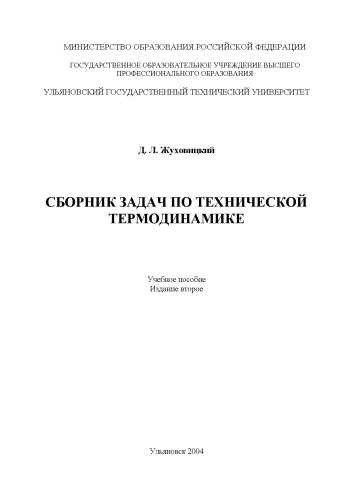 МИНИСТЕРСТВО ОБРАЗОВАНИЯ РОССИЙСКОЙ ФЕДЕРАЦИИ
ГОСУДАРСТВЕННОЕ ОБРАЗОВАТЕЛЬНОЕ УЧРЕЖДЕНИЕ ВЫСШЕГО
ПРОФЕССИОНАЛЬНОГО ОБРАЗОВАНИЯ
УЛЬЯНОВСКИЙ ГОСУДАРСТВЕННЫЙ ТЕХНИЧЕСКИЙ УНИВЕРСИТЕТ
Д. Л. Жуховицкий
СБОРНИК ЗАДАЧ ПО ТЕХНИЧЕСКОЙ
ТЕРМОДИНАМИКЕ
Учебное пособие
Издание второе
Ульяновск 2004